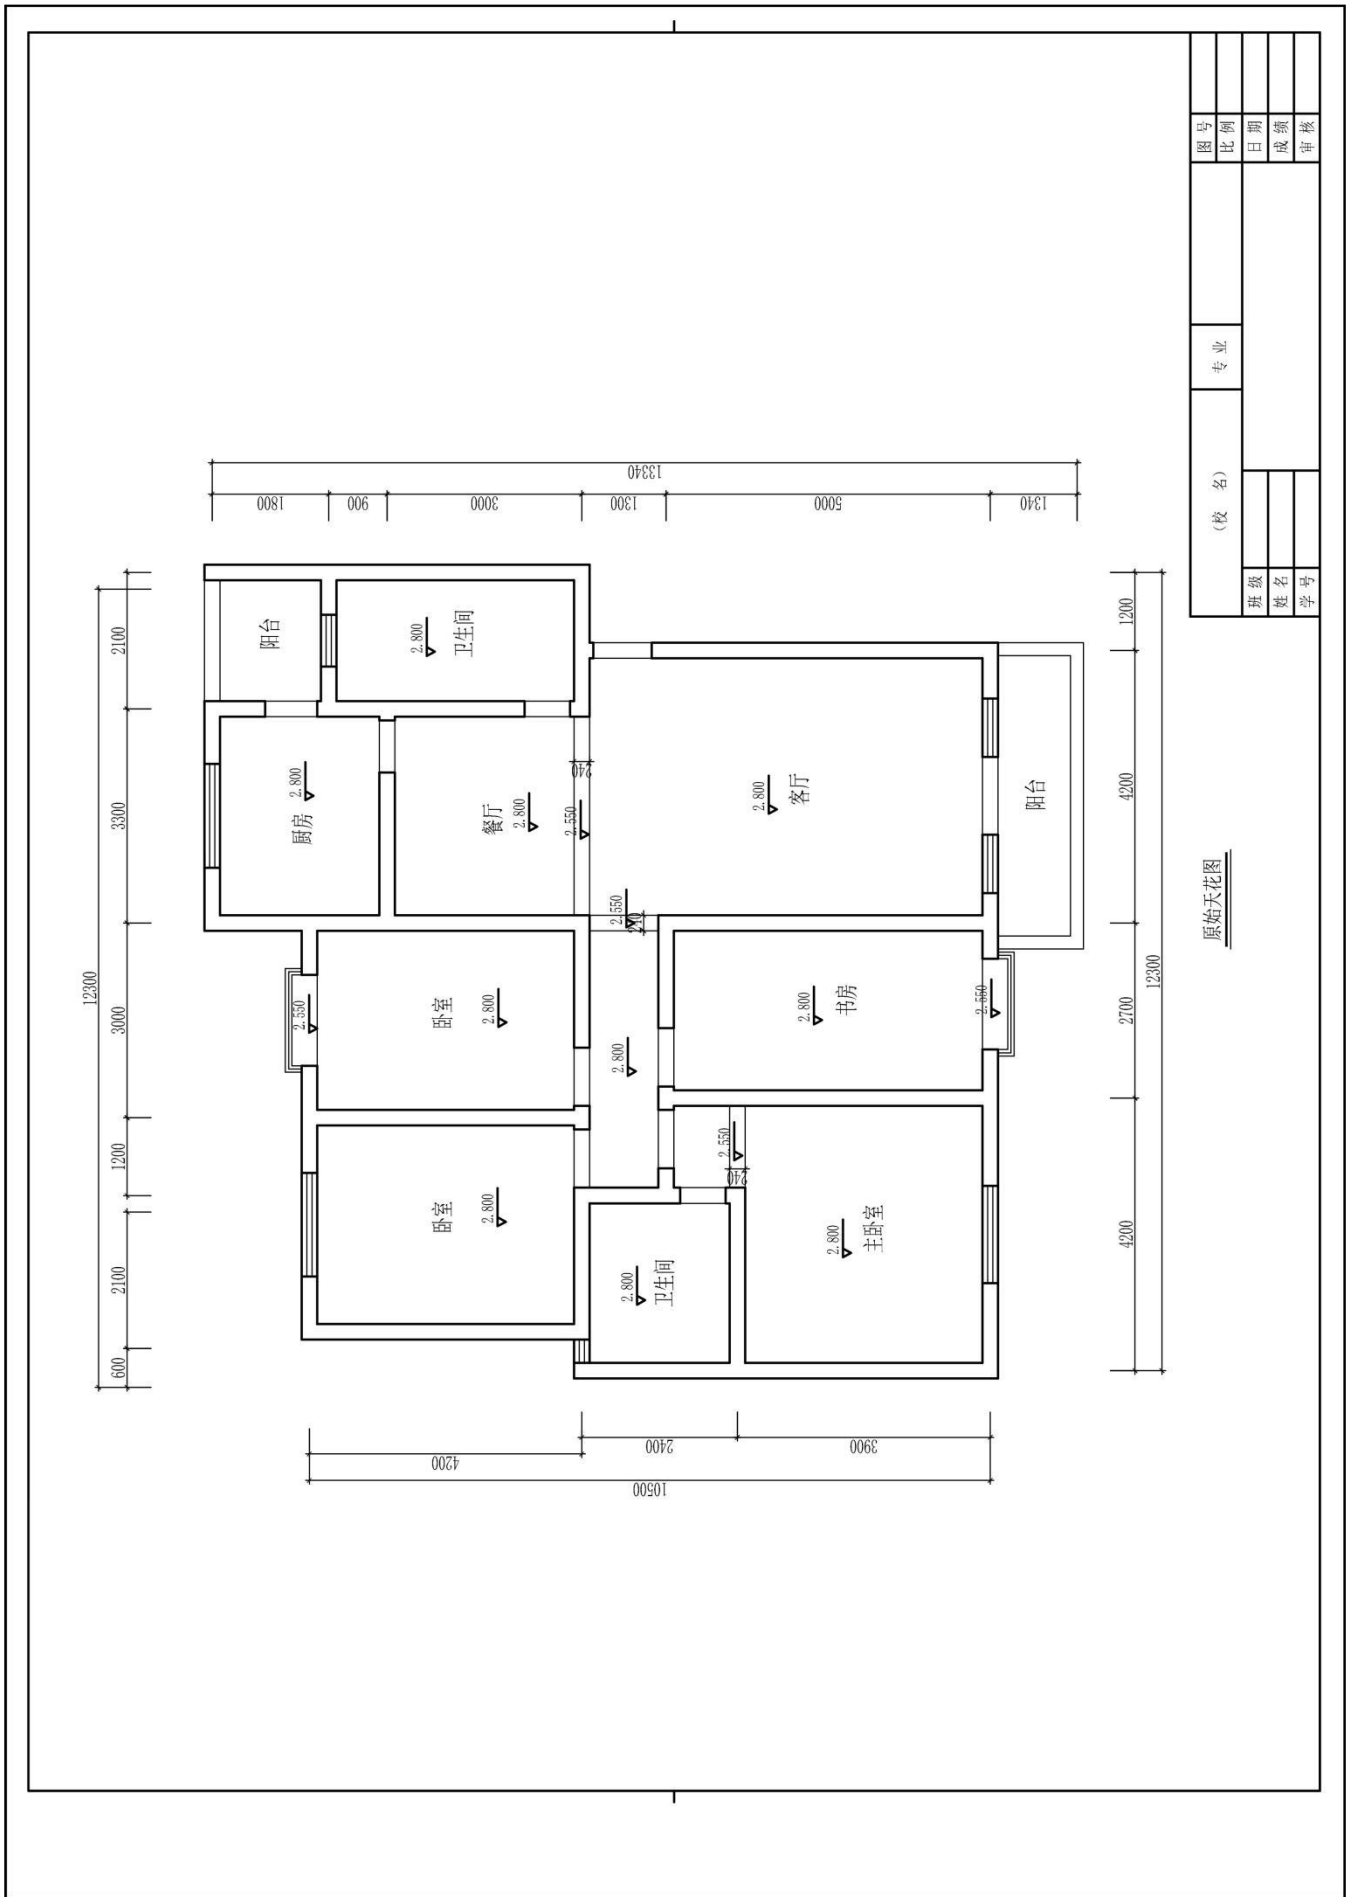 12300
600
2100
1200
3000
3300
2100
10500
4200
2400
3900
13340
1800
900
3000
1300
5000
1340
卧室
2.800
卧室
2.800
2.550
厨房
2.800
阳台
卫生间
2.800
餐厅
2.800
2.550
240
2.550
240
2.800
客厅
2.800
阳台
书房
2.800
2.550
卫生间
2.800
2.550
240
主卧室
2.800
4200
2700
4200
1200
12300
原始天花图
(校 名)
专 业
图 号
比 例
班 级
日 期
姓 名
成 绩
学 号
审 核